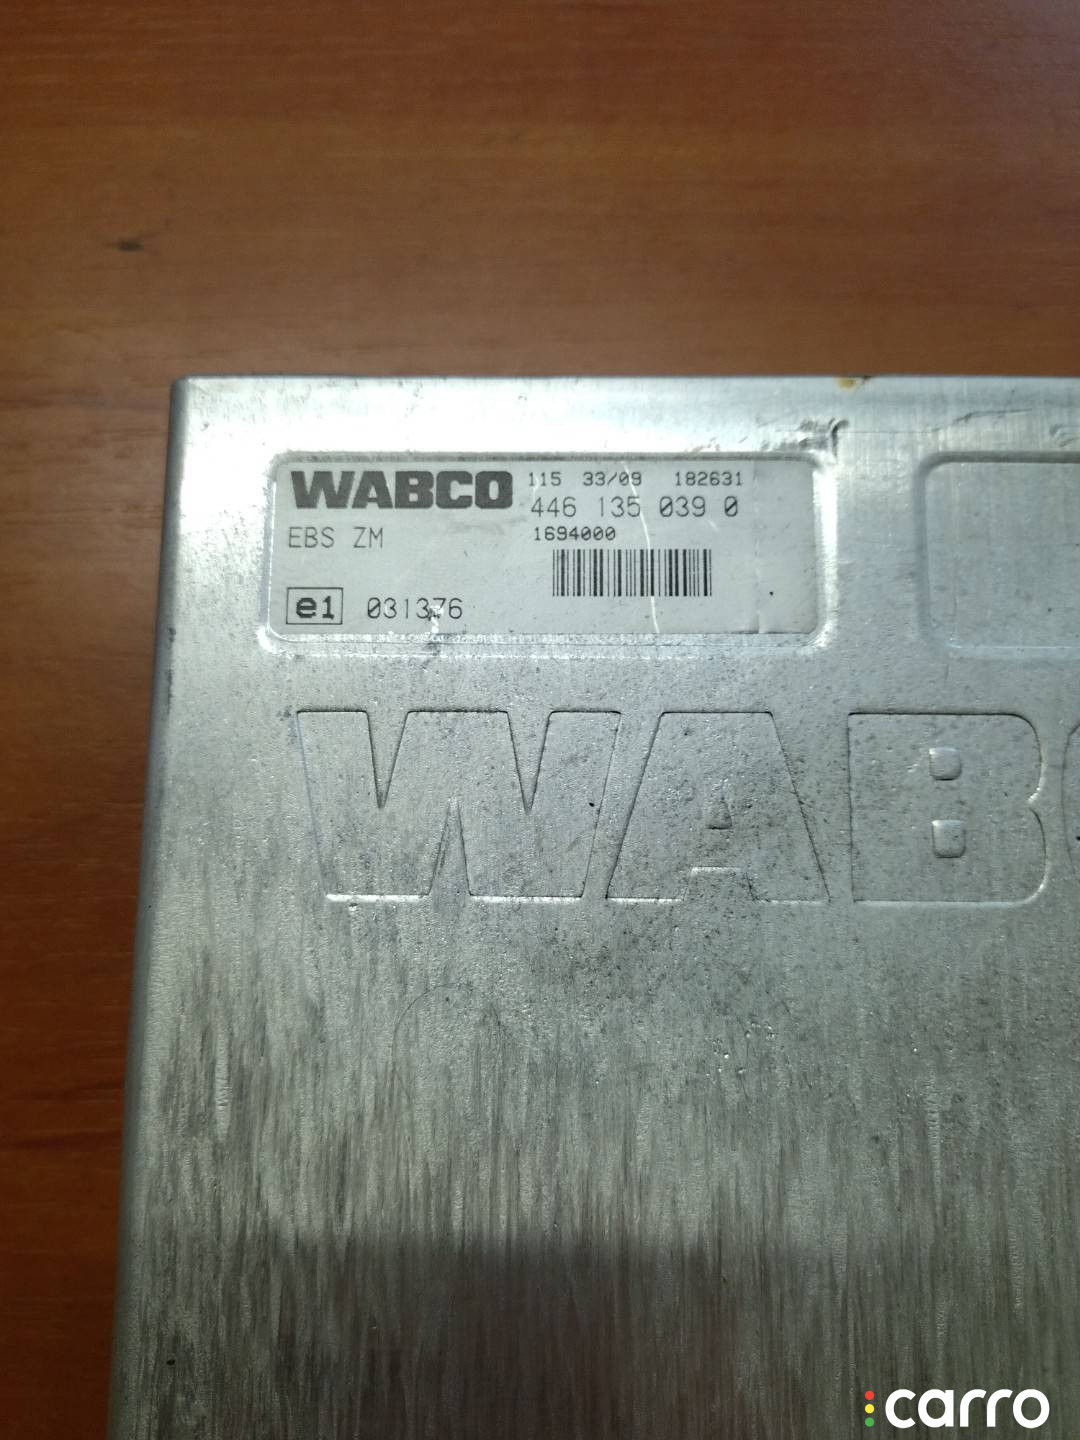 WABCO 115 33/09 182631
446 135 039 0
EBS ZM 1694000
e1 031376
WABC
carro